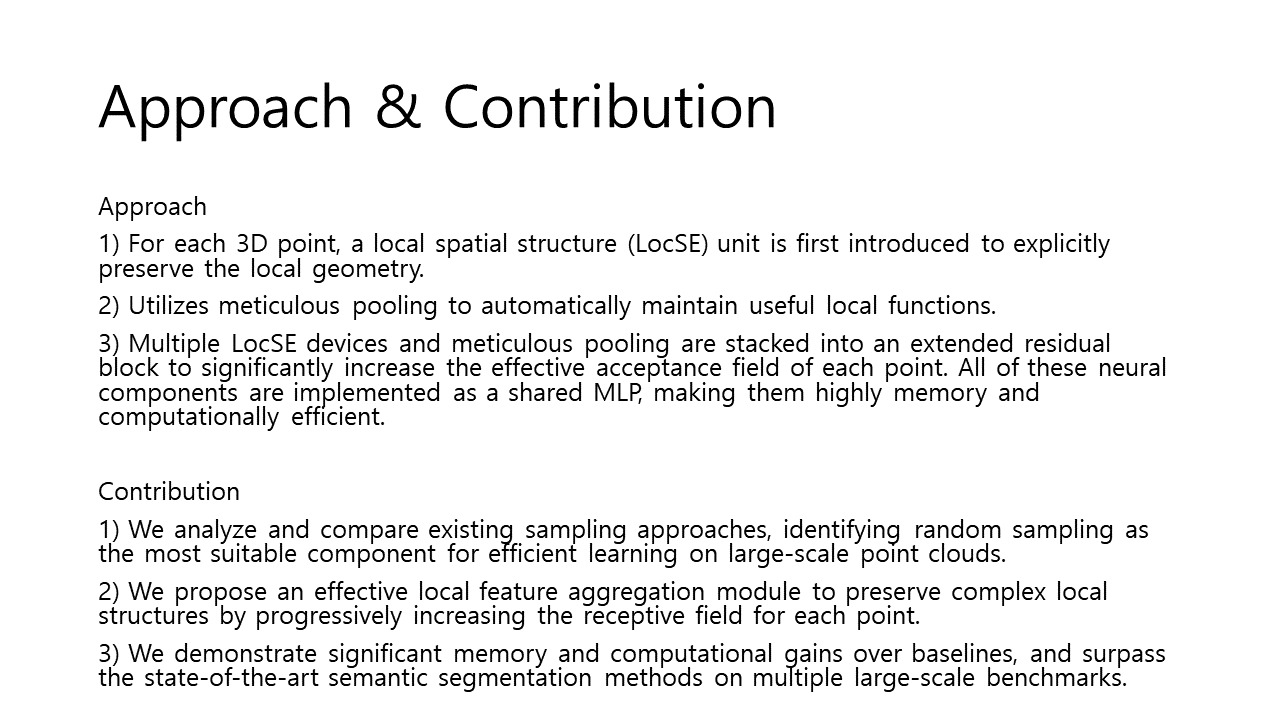 Approach & Contribution
Approach
1) For each 3D point, a local spatial structure (LocSE) unit is first introduced to explicitly
preserve the local geometry.
2) Utilizes meticulous pooling to automatically maintain useful local functions.
3) Multiple LocSE devices and meticulous pooling are stacked into an extended residual
block to significantly increase the effective acceptance field of each point. All of these neural
components are implemented as a shared MLP, making them highly memory and
computationally efficient.
Contribution
1) We analyze and compare existing sampling approaches, identifying random sampling as
the most suitable component for efficient learning on large-scale point clouds.
2) We propose an effective local feature aggregation module to preserve complex local
structures by progressively increasing the receptive field for each point.
3) We demonstrate significant memory and computational gains over baselines, and surpass
the state-of-the-art semantic segmentation methods on multiple large-scale benchmarks.